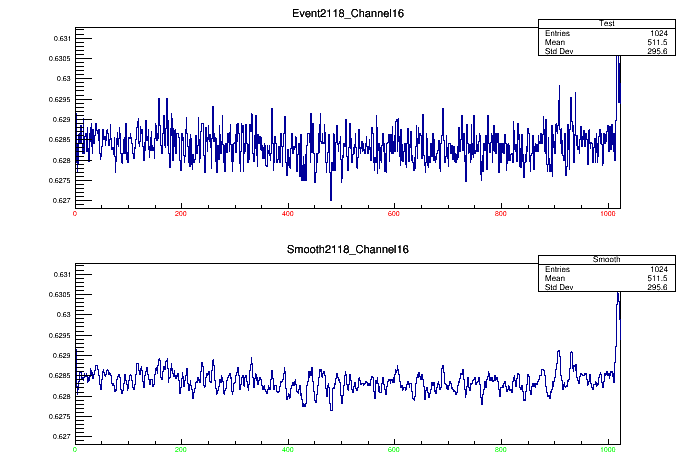 Event2118_Channel16
Test
Entries 1024
Mean 511.5
Std Dev 295.6
0.631
0.6305
0.63
0.6295
0.629
0.6285
0.628
0.6275
0.627
0 200 400 600 800 1000
Smooth2118_Channel16
Smooth
Entries 1024
Mean 511.5
Std Dev 295.6
0.631
0.6305
0.63
0.6295
0.629
0.6285
0.628
0.6275
0.627
0 200 400 600 800 1000